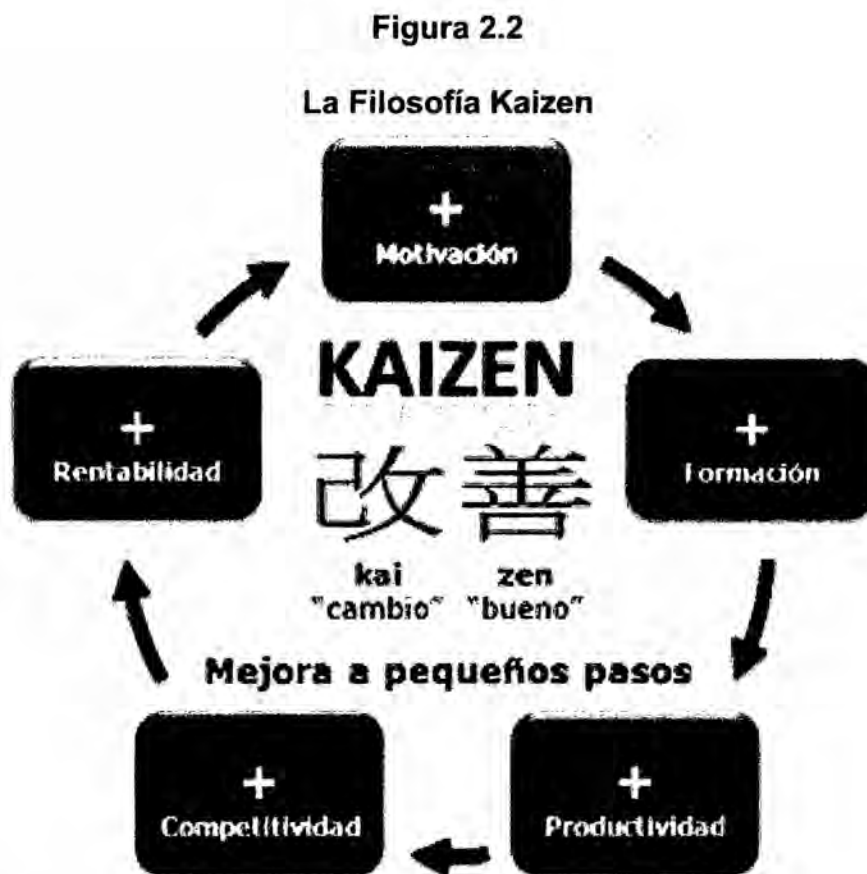 Figura 2.2
La Filosofía Kaizen
+
Motivación
+
Rentabilidad
KAIZEN
改善
kai zen
"cambio" "bueno"
+
Formación
Mejora a pequeños pasos
+
Competitividad
+
Productividad